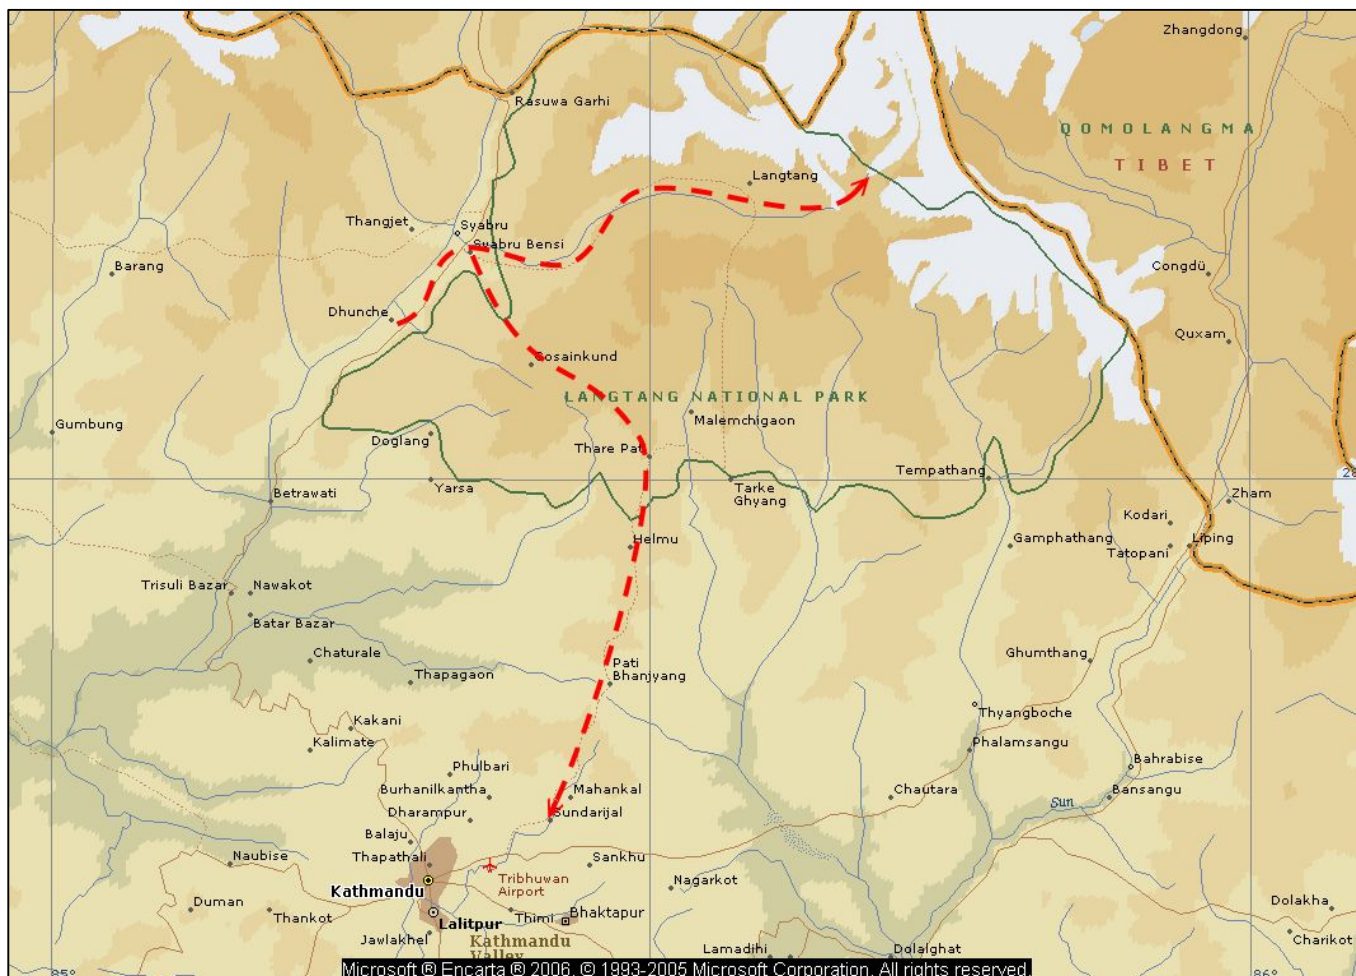 Zhangdong
Rasuwa Garhi
QOMOLANGMA
TIBET
Langtang
Thangjet
Syabru
Syabru Bensi
Barang
Congdü
Dhunche
Quxam
Gosainkund
LANGTANG NATIONAL PARK
Malemchigaon
Gumbung
Doglang
Thare Pati
Tempathang
28
Betrawati
Yarsa
Tarke
Ghyang
Zham
Kodari
Helmu
Gamphathang
Tatopani
Liping
Trisuli Bazar
Nawakot
Batar Bazar
Chaturale
Pati
Bhanjyang
Ghumthang
Thapagaon
Thyangboche
Kakani
Kalimate
Phalamsangu
Phulbari
Bahrabise
Burhanilkantha
Mahankal
Chautara
Bansangu
Sun
Dharampur
Sundarijal
Balaju
Naubise
Thapathali
Sankhu
Kathmandu
Tribhuwan
Airport
Nagarkot
Duman
Thankot
Lalitpur
Thimi
Bhaktapur
Dolakha
Jawlakhel
Kathmandu
Valley
Lamadihi
Dolalghat
Charikot
85°
86°
Microsoft ® Encarta ® 2006. © 1993-2005 Microsoft Corporation. All rights reserved.